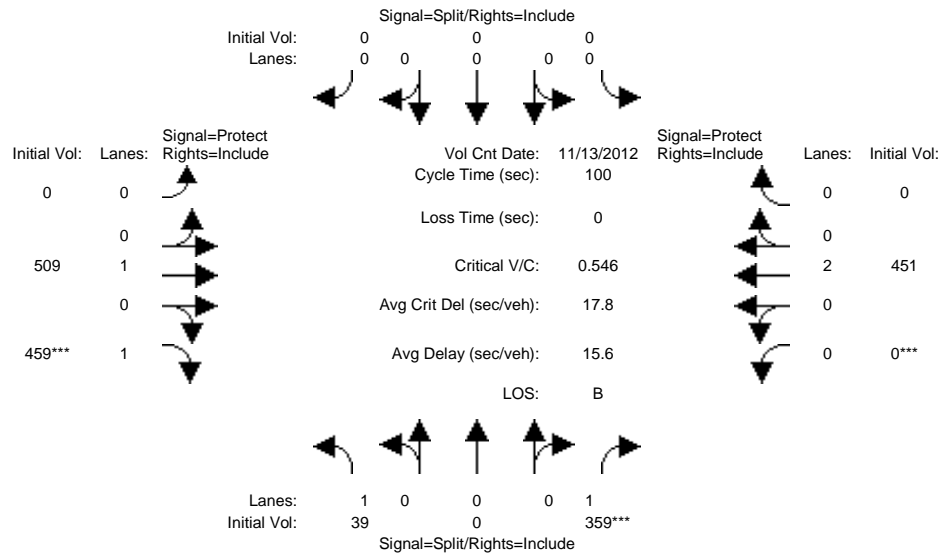 Signal=Split/Rights=Include
Initial Vol: 0 0 0
Lanes: 0 0 0 0 0
Signal=Protect
Initial Vol: Lanes: Rights=Include
Vol Cnt Date: 11/13/2012
Signal=Protect
Rights=Include Lanes: Initial Vol:
Cycle Time (sec): 100
0 0
0 0
Loss Time (sec): 0
0
0
509 1
Critical V/C: 0.546
2 451
0
Avg Crit Del (sec/veh): 17.8
0
459*** 1
Avg Delay (sec/veh): 15.6
0 0***
LOS: B
Lanes: 1 0 0 0 1
Initial Vol: 39 0 359***
Signal=Split/Rights=Include